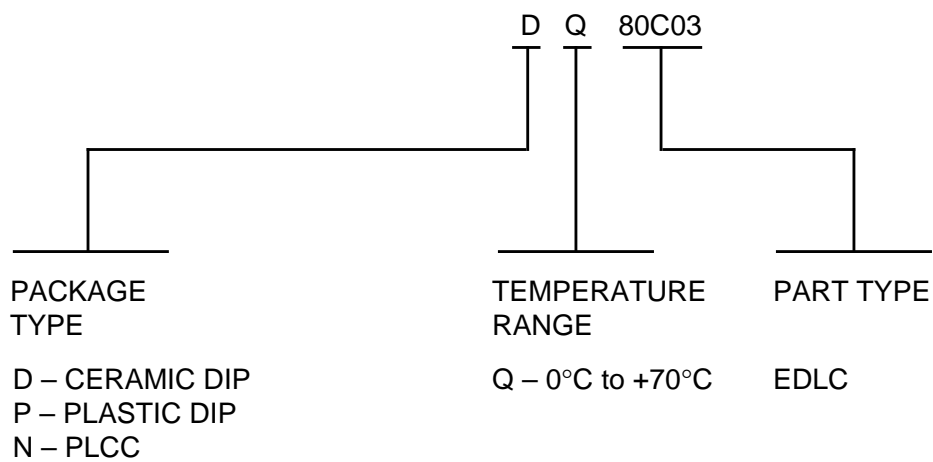 D Q 80C03
PACKAGE
TYPE
TEMPERATURE
RANGE
PART TYPE
D – CERAMIC DIP
P – PLASTIC DIP
N – PLCC
Q – 0°C to +70°C
EDLC